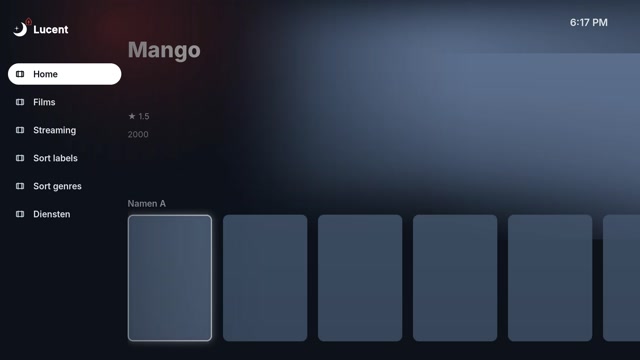 Lucent
6:17 PM
Home
Films
Streaming
Sort labels
Sort genres
Diensten
Mango
★ 1.5
2000
Namen A